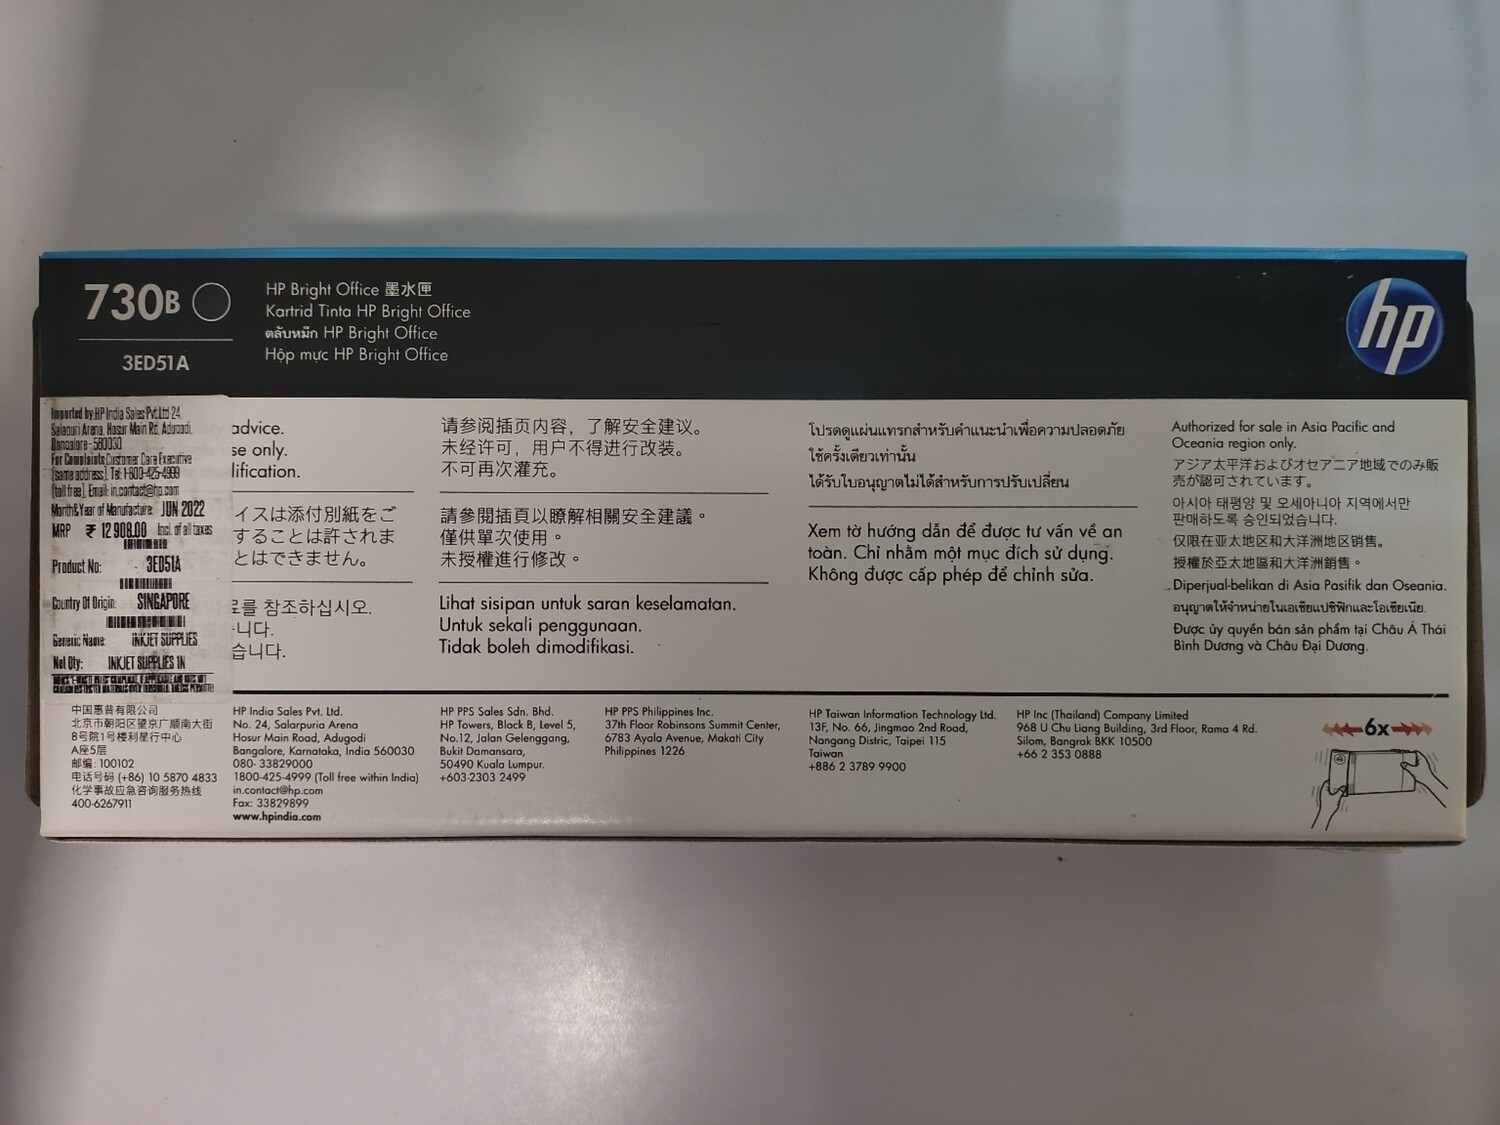 730B
3ED51A
HP Bright Office 墨水匣
Kartrid Tinta HP Bright Office
ตลับหมึก HP Bright Office
Hộp mực HP Bright Office
hp
Imported by:HP India Sales Pvt.Ltd 24,
Salapuri Arena, Hosur Main Rd, Adugodi,
Bangalore - 560030
For Complaints Customer Care Executive
(same address), Tel: 1-800-425-4999
(toll free), Email: in.contact@hp.com
Month&Year of Manufacture: JUN 2022
MRP ₹ 12,908.00 Incl. of all taxes
Product No: 3ED51A
Country Of Origin: SINGAPORE
Generic Name: INKJET SUPPLIES
Net Qty: INKJET SUPPLIES 1N
advice.
se only.
lification.
イスは添付別紙をご
することは許されま
とはできません。
를 참조하십시오.
니다.
습니다.
请参阅插页内容，了解安全建议。
未经许可，用户不得进行改装。
不可再次灌充。
請參閱插頁以瞭解相關安全建議。
僅供單次使用。
未授權進行修改。
Lihat sisipan untuk saran keselamatan.
Untuk sekali penggunaan.
Tidak boleh dimodifikasi.
โปรดดูแผ่นแทรกสำหรับคำแนะนำเพื่อความปลอดภัย
ใช้ครั้งเดียวเท่านั้น
ได้รับใบอนุญาตไม่ได้สำหรับการปรับเปลี่ยน
Xem tờ hướng dẫn để được tư vấn về an
toàn. Chỉ nhằm một mục đích sử dụng.
Không được cấp phép để chỉnh sửa.
Authorized for sale in Asia Pacific and
Oceania region only.
アジア太平洋およびオセアニア地域でのみ販
売が認可されています。
아시아 태평양 및 오세아니아 지역에서만
판매하도록 승인되었습니다.
仅限在亚太地区和大洋洲地区销售。
授權於亞太地區和大洋洲銷售。
Diperjual-belikan di Asia Pasifik dan Oseania.
อนุญาตให้จำหน่ายในเอเชียแปซิฟิกและโอเชียเนีย
Được ủy quyền bán sản phẩm tại Châu Á Thái
Bình Dương và Châu Đại Dương.
中国惠普有限公司
北京市朝阳区望京广顺南大街
8号院1号楼利星行中心
A座5层
邮编: 100102
电话号码 (+86) 10 5870 4833
化学事故应急咨询服务热线
400-6267911
HP India Sales Pvt. Ltd.
No. 24, Salarpuria Arena
Hosur Main Road, Adugodi
Bangalore, Karnataka, India 560030
080- 33829000
1800-425-4999 (Toll free within India)
in.contact@hp.com
Fax: 33829899
www.hpindia.com
HP PPS Sales Sdn. Bhd.
HP Towers, Block B, Level 5,
No.12, Jalan Gelenggang,
Bukit Damansara,
50490 Kuala Lumpur.
+603-2303 2499
HP PPS Philippines Inc.
37th Floor Robinsons Summit Center,
6783 Ayala Avenue, Makati City
Philippines 1226
HP Taiwan Information Technology Ltd.
13F, No. 66, Jingmao 2nd Road,
Nangang Distric, Taipei 115
Taiwan
+886 2 3789 9900
HP Inc (Thailand) Company Limited
968 U Chu Liang Building, 3rd Floor, Rama 4 Rd.
Silom, Bangrak BKK 10500
+66 2 353 0888
6x